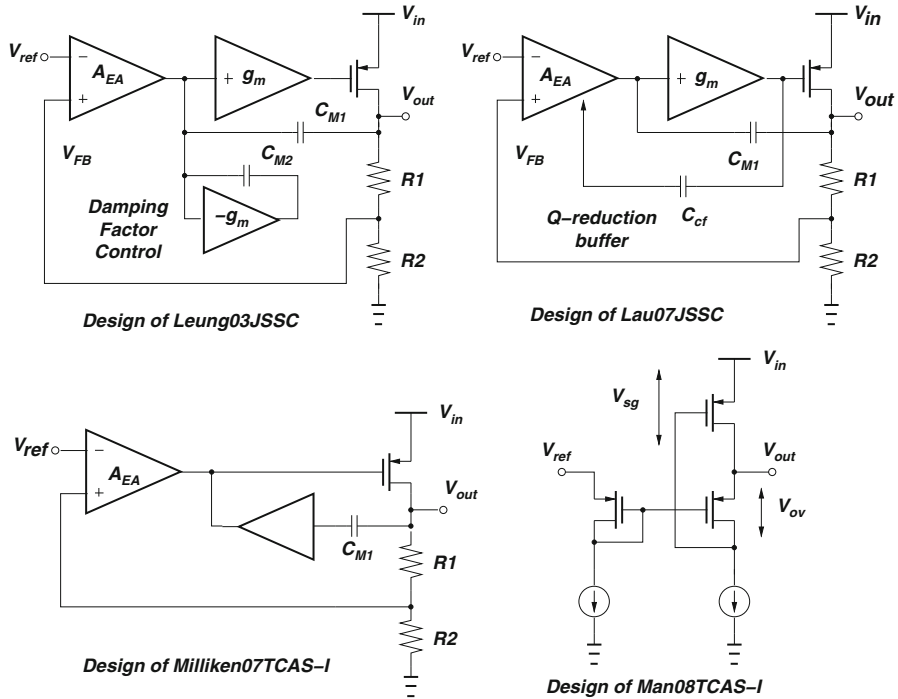 V_in
V_ref
−
A_EA
+
+ g_m
V_out
C_M1
V_FB
C_M2
R1
Damping
Factor
Control
−g_m
R2
Design of Leung03JSSC
V_in
V_ref
−
A_EA
+
+
g_m
V_out
V_FB
C_M1
R1
C_cf
Q−reduction
buffer
R2
Design of Lau07JSSC
V_in
V_ref
−
A_EA
+
V_out
C_M1
R1
R2
Design of Milliken07TCAS−I
V_in
V_sg
V_ref
V_out
V_ov
Design of Man08TCAS−I